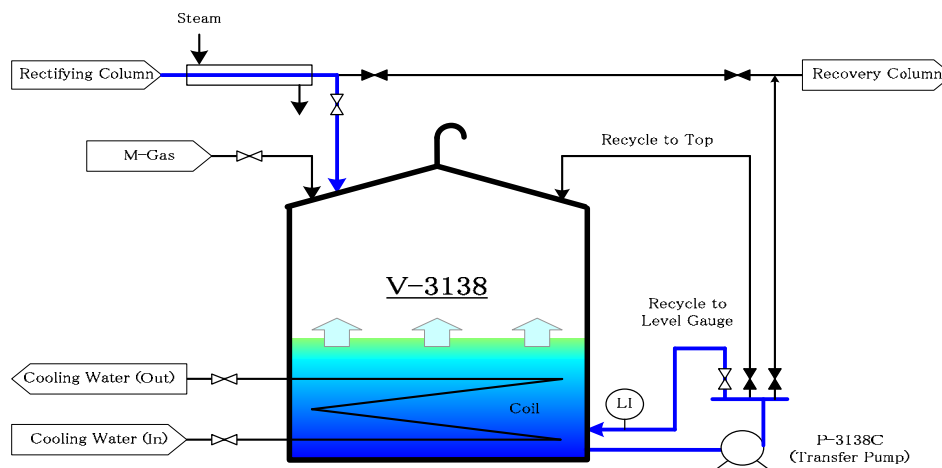 Steam
Rectifying Column
Recovery Column
M-Gas
Recycle to Top
V-3138
Recycle to
Level Gauge
Cooling Water (Out)
Coil
LI
Cooling Water (In)
P-3138C
(Transfer Pump)